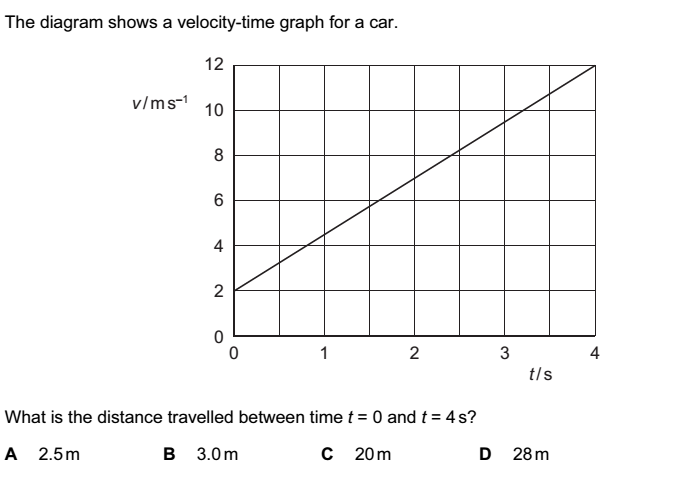 The diagram shows a velocity-time graph for a car.
12
v/ms⁻¹ 10
8
6
4
2
0
0 1 2 3 4
t/s
What is the distance travelled between time t = 0 and t = 4 s?
A 2.5 m B 3.0 m C 20 m D 28 m